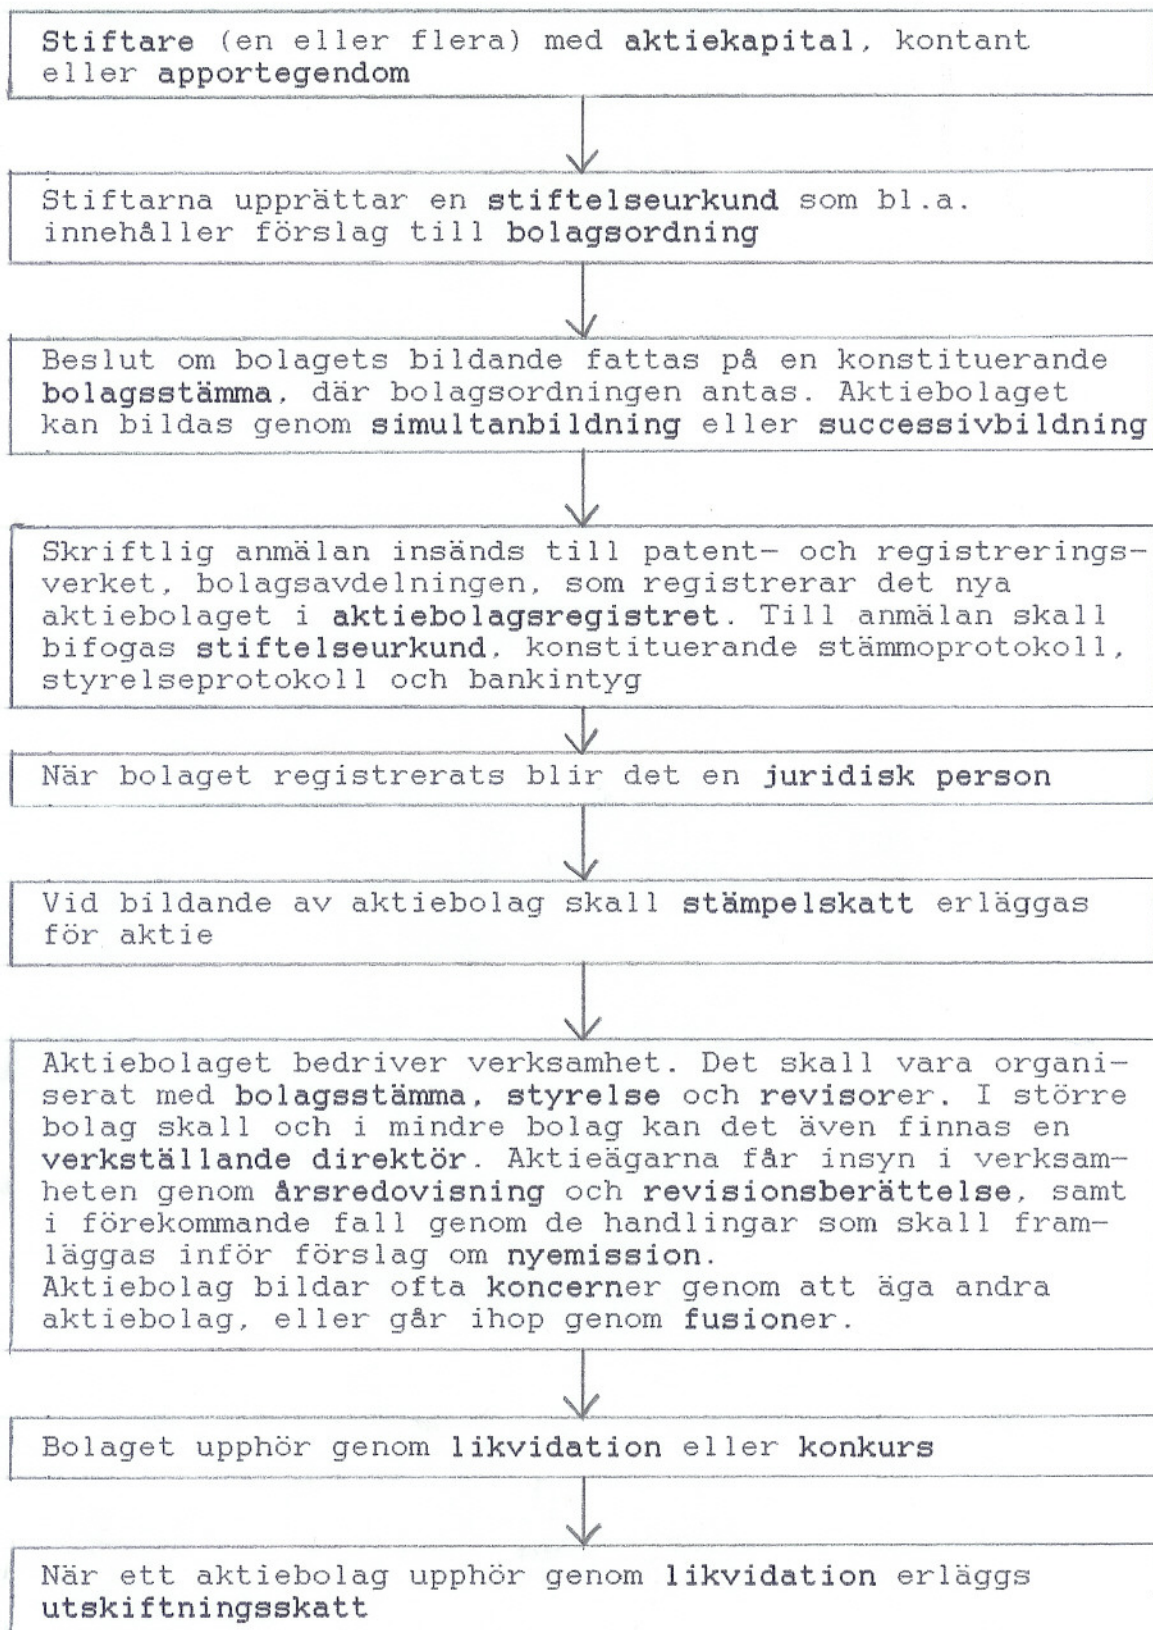 Stiftare (en eller flera) med aktiekapital, kontant
eller apportegendom
Stiftarna upprättar en stiftelseurkund som bl.a.
innehåller förslag till bolagsordning
Beslut om bolagets bildande fattas på en konstituerande
bolagsstämma, där bolagsordningen antas. Aktiebolaget
kan bildas genom simultanbildning eller successivbildning
Skriftlig anmälan insänds till patent- och registrerings-
verket, bolagsavdelningen, som registrerar det nya
aktiebolaget i aktiebolagsregistret. Till anmälan skall
bifogas stiftelseurkund, konstituerande stämmoprotokoll,
styrelseprotokoll och bankintyg
När bolaget registrerats blir det en juridisk person
Vid bildande av aktiebolag skall stämpelskatt erläggas
för aktie
Aktiebolaget bedriver verksamhet. Det skall vara organi-
serat med bolagsstämma, styrelse och revisorer. I större
bolag skall och i mindre bolag kan det även finnas en
verkställande direktör. Aktieägarna får insyn i verksam-
heten genom årsredovisning och revisionsberättelse, samt
i förekommande fall genom de handlingar som skall fram-
läggas inför förslag om nyemission.
Aktiebolag bildar ofta koncerner genom att äga andra
aktiebolag, eller går ihop genom fusioner.
Bolaget upphör genom likvidation eller konkurs
När ett aktiebolag upphör genom likvidation erläggs
utskiftningsskatt